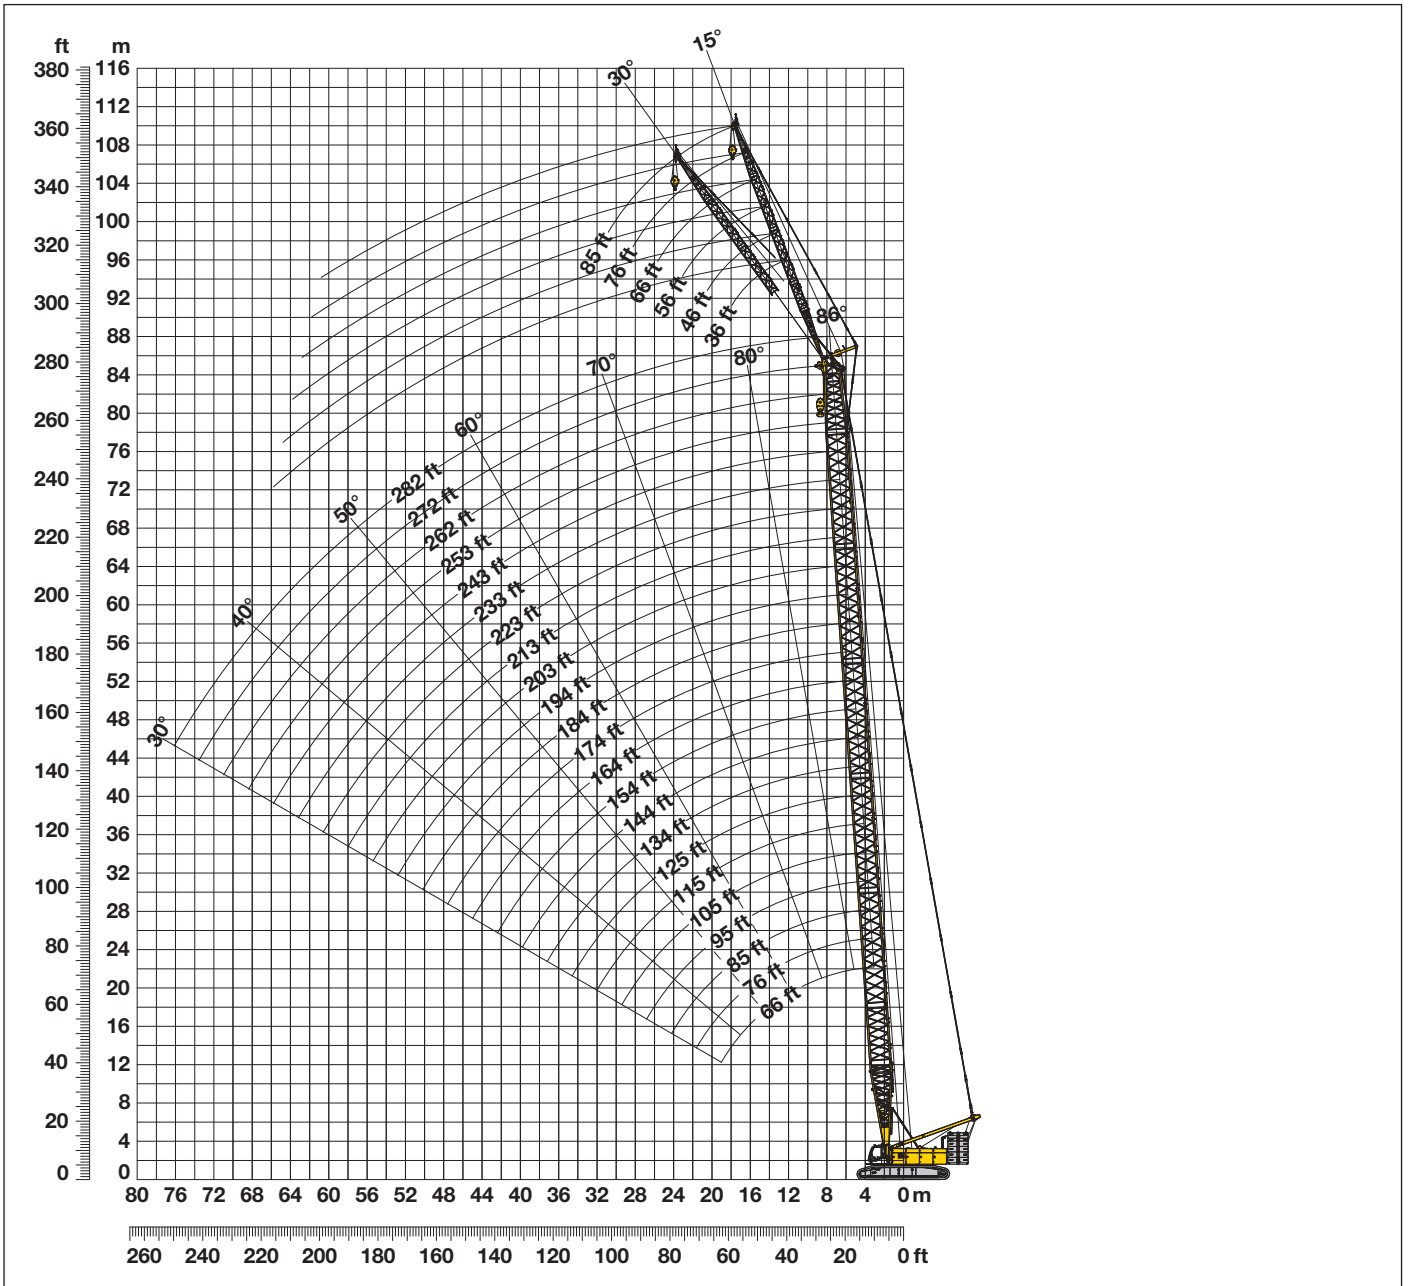 ft m
15°
30°
380 116
112
360 108
340 104
100
320 96
300 92
88
280 84
260 80
76
240 72
220 68
64
200 60
180 56
52
160 48
140 44
40
120 36
100 32
28
80 24
60 20
16
40 12
8
20 4
0 0
85 ft
76 ft
66 ft
56 ft
46 ft
36 ft
86°
80°
70°
60°
50°
40°
30°
282 ft
272 ft
262 ft
253 ft
243 ft
233 ft
223 ft
213 ft
203 ft
194 ft
184 ft
174 ft
164 ft
154 ft
144 ft
134 ft
125 ft
115 ft
105 ft
95 ft
85 ft
76 ft
66 ft
80 76 72 68 64 60 56 52 48 44 40 36 32 28 24 20 16 12 8 4 0 m
260 240 220 200 180 160 140 120 100 80 60 40 20 0 ft